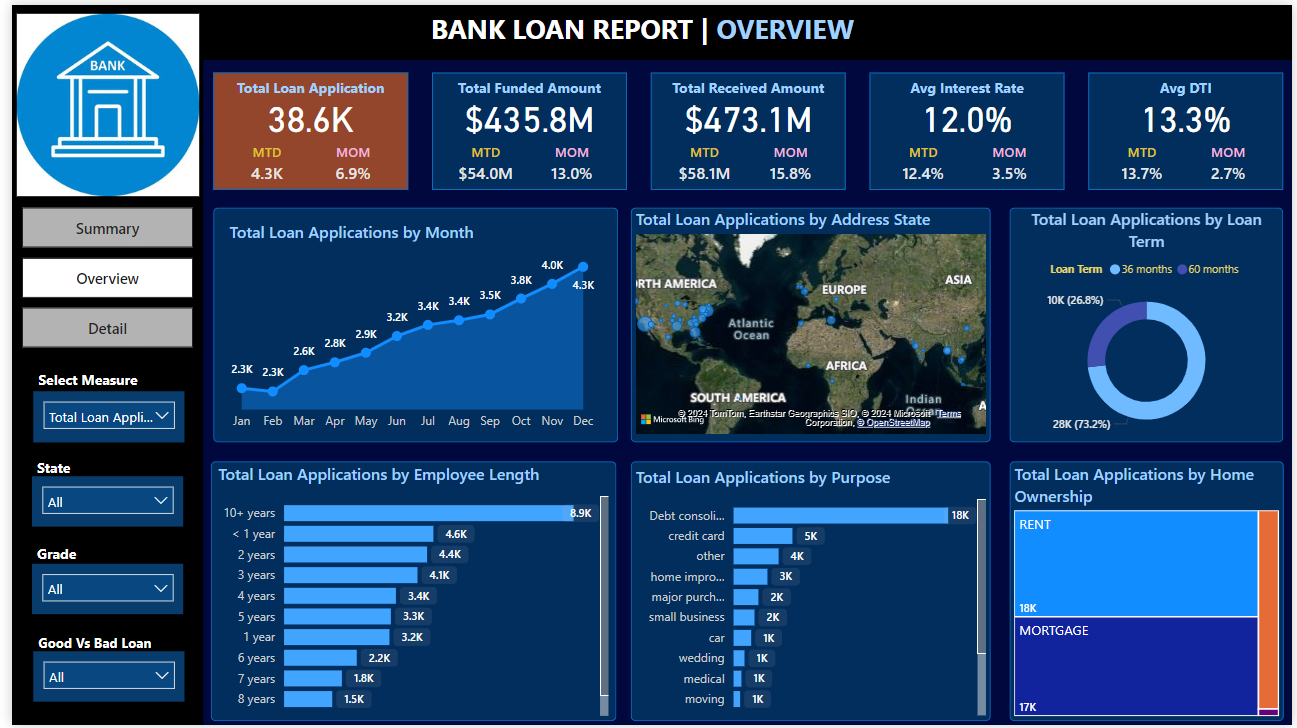 BANK LOAN REPORT | OVERVIEW
BANK
Total Loan Application
38.6K
MTD
MOM
4.3K
6.9%
Total Funded Amount
$435.8M
MTD
MOM
$54.0M
13.0%
Total Received Amount
$473.1M
MTD
MOM
$58.1M
15.8%
Avg Interest Rate
12.0%
MTD
MOM
12.4%
3.5%
Avg DTI
13.3%
MTD
MOM
13.7%
2.7%
Summary
Overview
Detail
Select Measure
Total Loan Appli...
State
All
Grade
All
Good Vs Bad Loan
All
Total Loan Applications by Month
2.3K
2.3K
2.6K
2.8K
2.9K
3.2K
3.4K
3.4K
3.5K
3.8K
4.0K
4.3K
Jan Feb Mar Apr May Jun Jul Aug Sep Oct Nov Dec
Total Loan Applications by Address State
RTH AMERICA
EUROPE
ASIA
Atlantic
Ocean
AFRICA
SOUTH AMERICA
Indian
A
Microsoft Bing
© 2024 TomTom, Earthstar Geographics SIO, © 2024 Microsoft Terms
Corporation, © OpenStreetMap
Total Loan Applications by Loan
Term
Loan Term 36 months 60 months
10K (26.8%)
28K (73.2%)
Total Loan Applications by Employee Length
10+ years 8.9K
< 1 year 4.6K
2 years 4.4K
3 years 4.1K
4 years 3.4K
5 years 3.3K
1 year 3.2K
6 years 2.2K
7 years 1.8K
8 years 1.5K
Total Loan Applications by Purpose
Debt consoli... 18K
credit card 5K
other 4K
home impro... 3K
major purch... 2K
small business 2K
car 1K
wedding 1K
medical 1K
moving 1K
Total Loan Applications by Home
Ownership
RENT
18K
MORTGAGE
17K